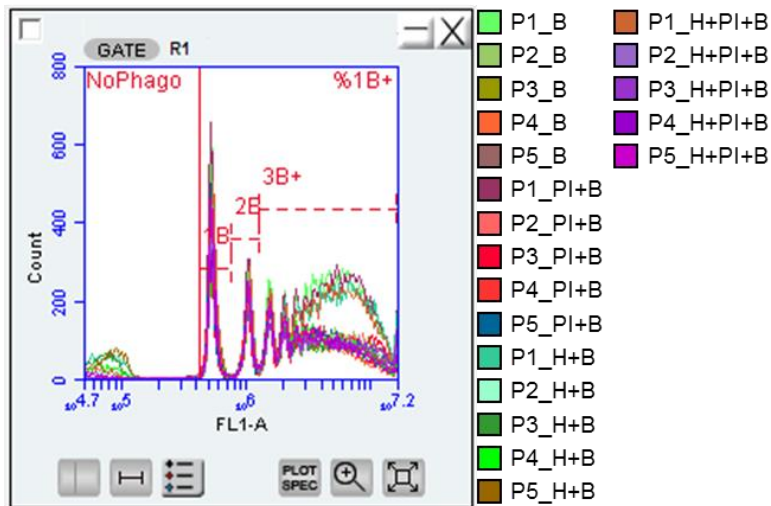 GATE R1
800
NoPhago %1B+
600
3B+
400
2B
1B
200
0
Count
10^4.7 10^5 10^6 10^7.2
FL1-A
PLOT
SPEC
P1_B
P2_B
P3_B
P4_B
P5_B
P1_PI+B
P2_PI+B
P3_PI+B
P4_PI+B
P5_PI+B
P1_H+B
P2_H+B
P3_H+B
P4_H+B
P5_H+B
P1_H+PI+B
P2_H+PI+B
P3_H+PI+B
P4_H+PI+B
P5_H+PI+B